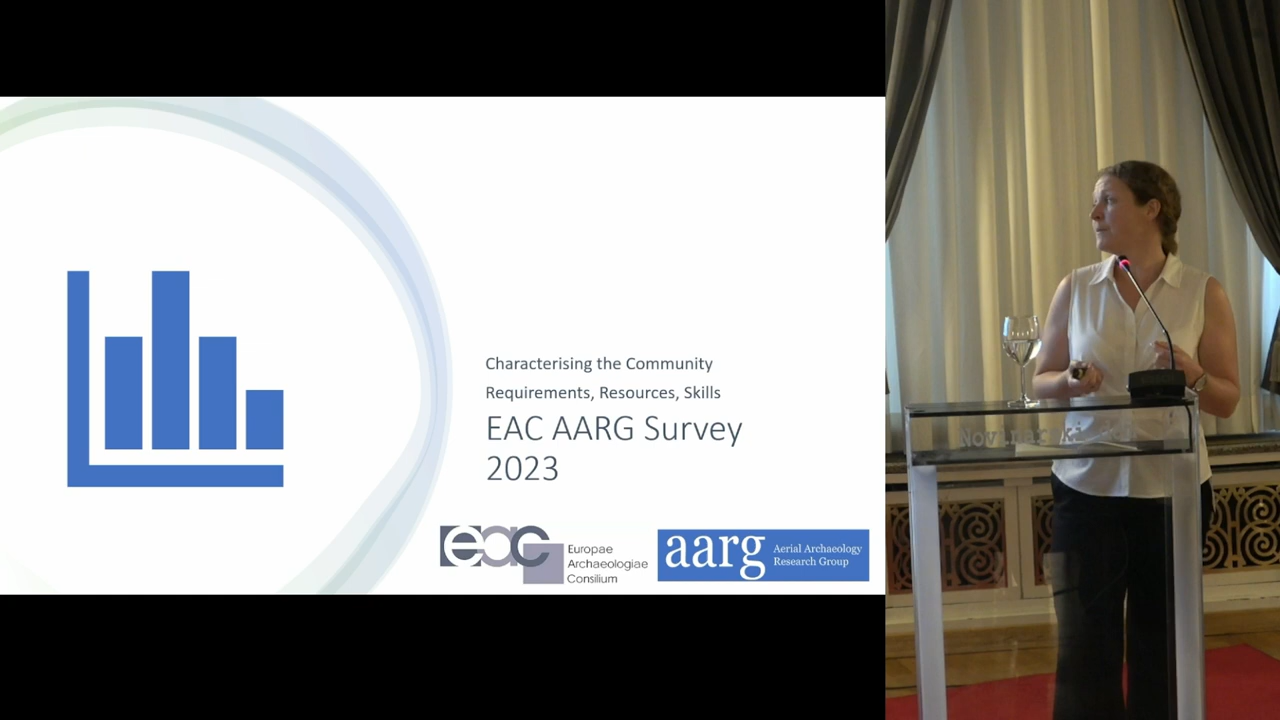 Characterising the Community
Requirements, Resources, Skills
EAC AARG Survey
2023
eac
Europae
Archaeologiae
Consilium
aarg
Aerial Archaeology
Research Group